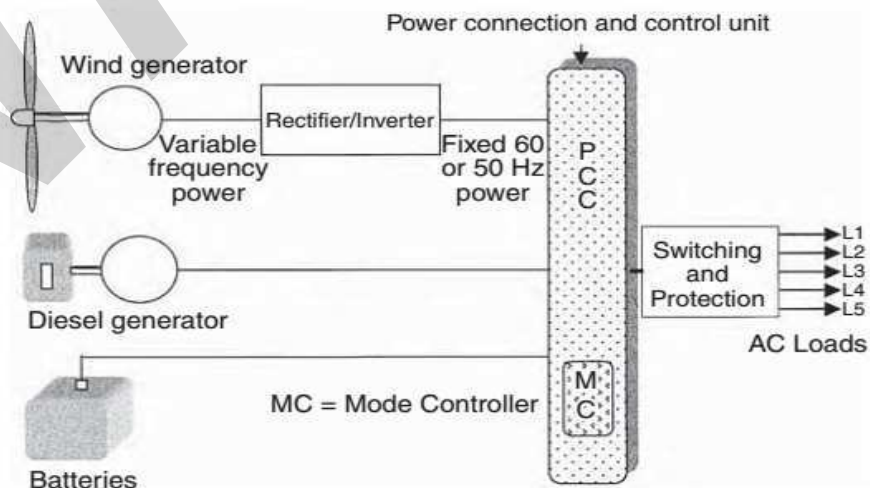 Power connection and control unit
Wind generator
Rectifier/Inverter
Variable
frequency
power
Fixed 60
or 50 Hz
power
P
C
C
Switching
and
Protection
L1
L2
L3
L4
L5
AC Loads
Diesel generator
MC = Mode Controller
M
C
Batteries